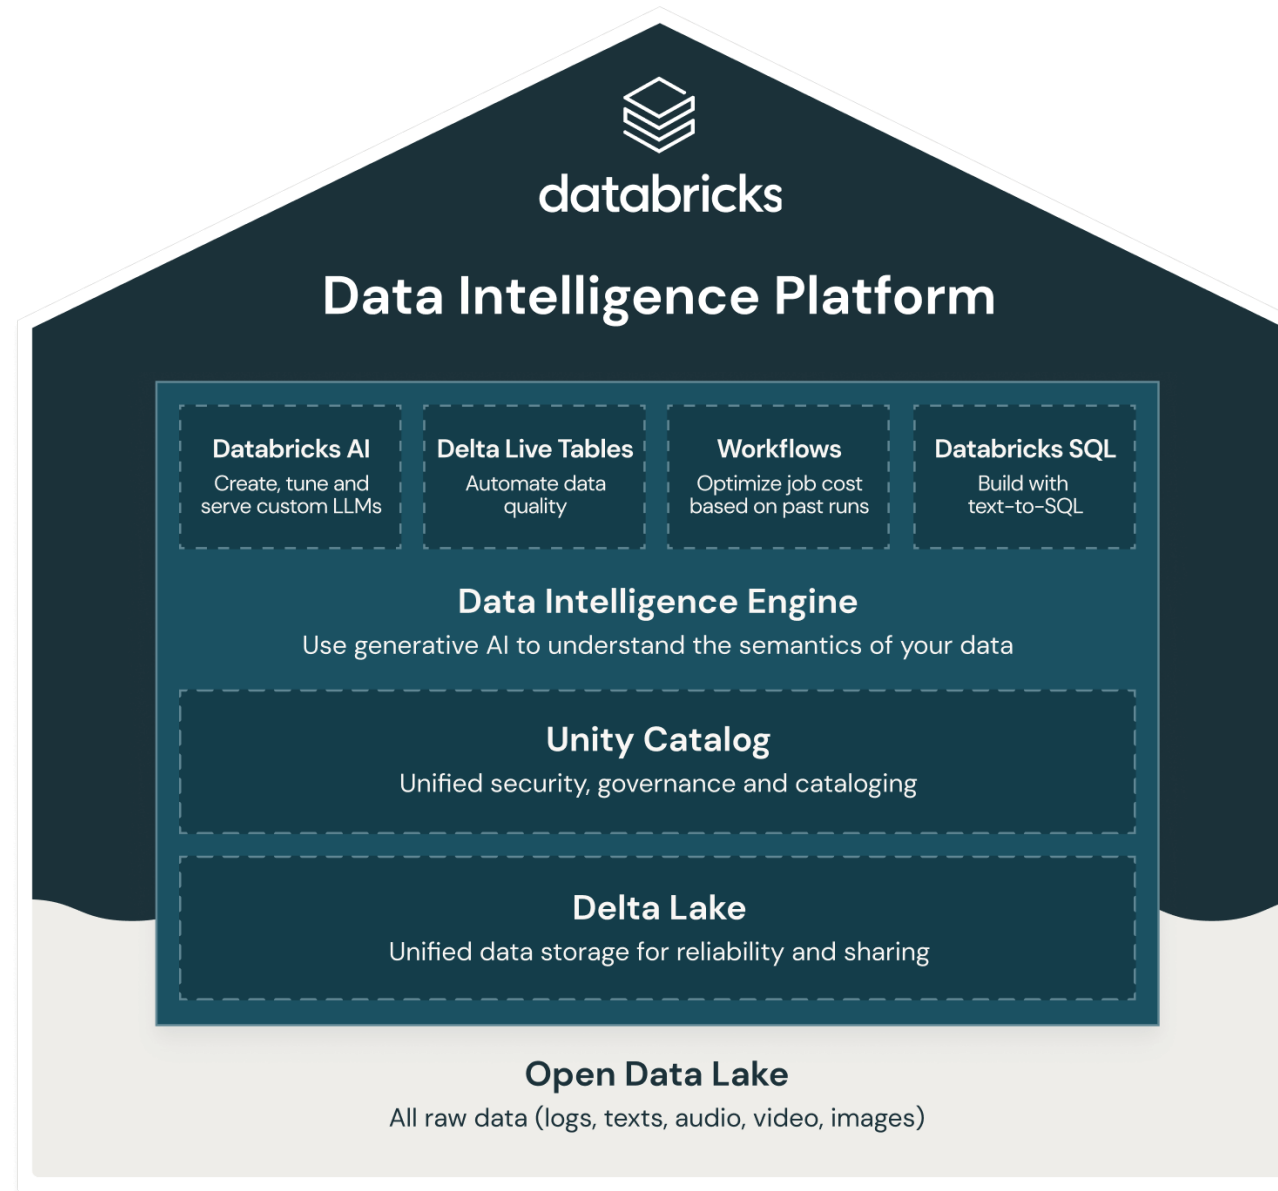 databricks
Data Intelligence Platform
Databricks AI
Create, tune and
serve custom LLMs
Delta Live Tables
Automate data
quality
Workflows
Optimize job cost
based on past runs
Databricks SQL
Build with
text-to-SQL
Data Intelligence Engine
Use generative AI to understand the semantics of your data
Unity Catalog
Unified security, governance and cataloging
Delta Lake
Unified data storage for reliability and sharing
Open Data Lake
All raw data (logs, texts, audio, video, images)